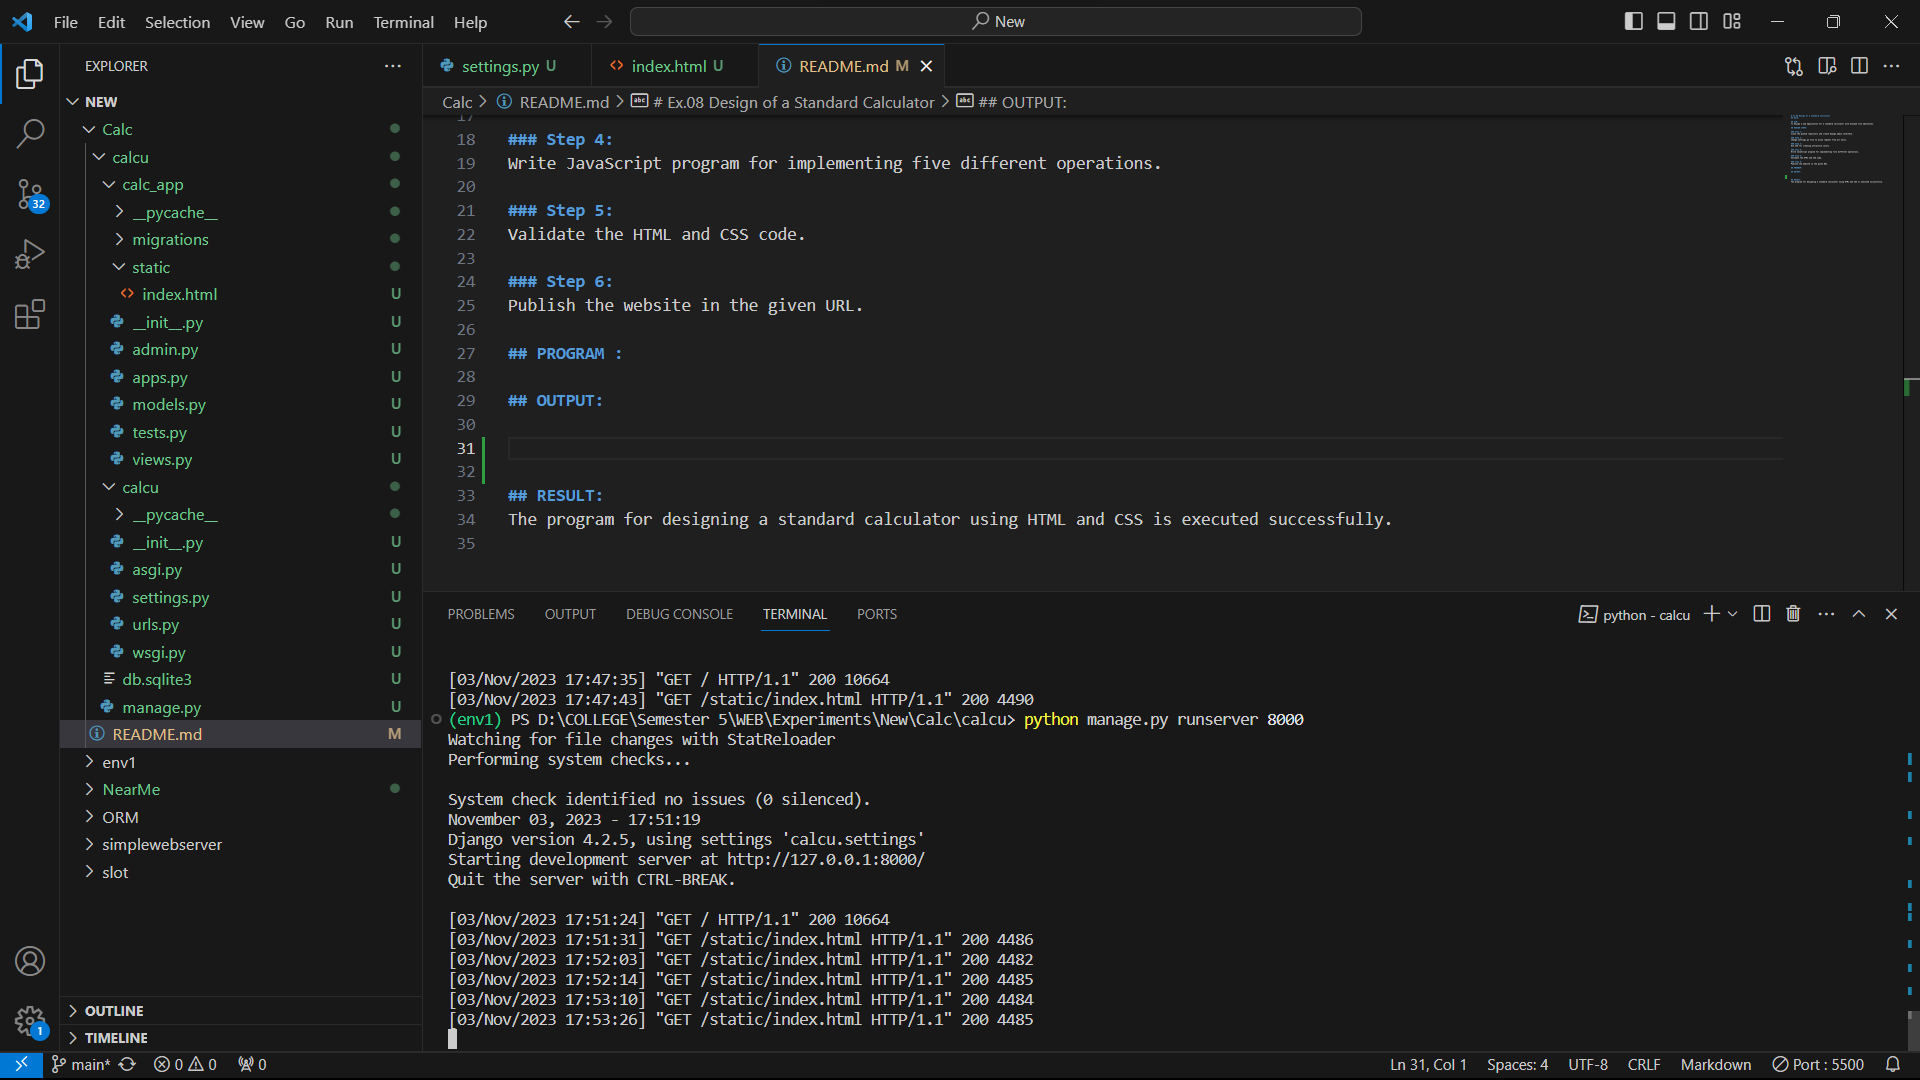 File Edit Selection View Go Run Terminal Help
New
EXPLORER
NEW
Calc
calcu
calc_app
__pycache__
migrations
static
index.html U
__init__.py U
admin.py U
apps.py U
models.py U
tests.py U
views.py U
calcu
__pycache__
__init__.py U
asgi.py U
settings.py U
urls.py U
wsgi.py U
db.sqlite3 U
manage.py U
README.md M
env1
NearMe
ORM
simplewebserver
slot
OUTLINE
TIMELINE
32
1
settings.py U index.html U README.md M
Calc > README.md > # Ex.08 Design of a Standard Calculator > ## OUTPUT:
17
18 ### Step 4:
19 Write JavaScript program for implementing five different operations.
20
21 ### Step 5:
22 Validate the HTML and CSS code.
23
24 ### Step 6:
25 Publish the website in the given URL.
26
27 ## PROGRAM :
28
29 ## OUTPUT:
30
31
32
33 ## RESULT:
34 The program for designing a standard calculator using HTML and CSS is executed successfully.
35
PROBLEMS OUTPUT DEBUG CONSOLE TERMINAL PORTS
python - calcu
[03/Nov/2023 17:47:35] "GET / HTTP/1.1" 200 10664
[03/Nov/2023 17:47:43] "GET /static/index.html HTTP/1.1" 200 4490
(env1) PS D:\COLLEGE\Semester 5\WEB\Experiments\New\Calc\calcu> python manage.py runserver 8000
Watching for file changes with StatReloader
Performing system checks...
System check identified no issues (0 silenced).
November 03, 2023 - 17:51:19
Django version 4.2.5, using settings 'calcu.settings'
Starting development server at http://127.0.0.1:8000/
Quit the server with CTRL-BREAK.
[03/Nov/2023 17:51:24] "GET / HTTP/1.1" 200 10664
[03/Nov/2023 17:51:31] "GET /static/index.html HTTP/1.1" 200 4486
[03/Nov/2023 17:52:03] "GET /static/index.html HTTP/1.1" 200 4482
[03/Nov/2023 17:52:14] "GET /static/index.html HTTP/1.1" 200 4485
[03/Nov/2023 17:53:10] "GET /static/index.html HTTP/1.1" 200 4484
[03/Nov/2023 17:53:26] "GET /static/index.html HTTP/1.1" 200 4485
main* 0 0 0
Ln 31, Col 1 Spaces: 4 UTF-8 CRLF Markdown Port : 5500